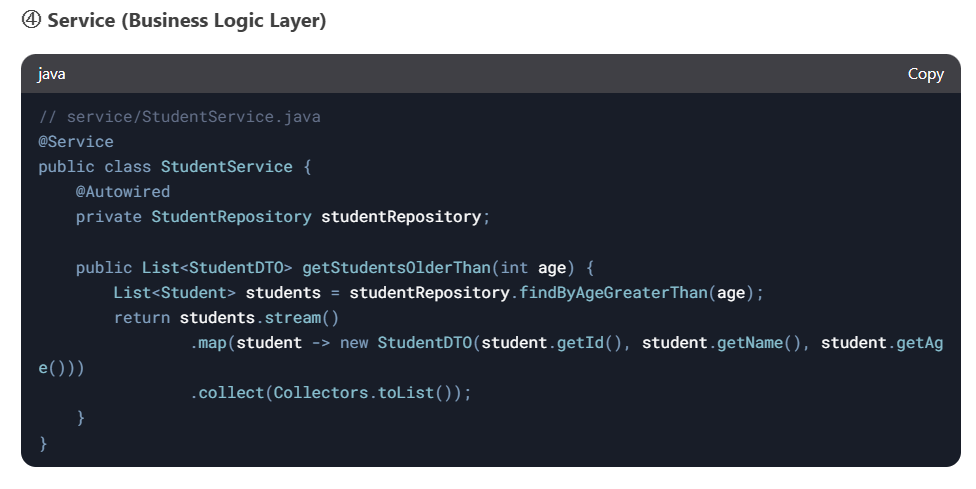 ④ Service (Business Logic Layer)
java
Copy
// service/StudentService.java
@Service
public class StudentService {
    @Autowired
    private StudentRepository studentRepository;

    public List<StudentDTO> getStudentsOlderThan(int age) {
        List<Student> students = studentRepository.findByAgeGreaterThan(age);
        return students.stream()
                .map(student -> new StudentDTO(student.getId(), student.getName(), student.getAg
e()))
                .collect(Collectors.toList());
    }
}